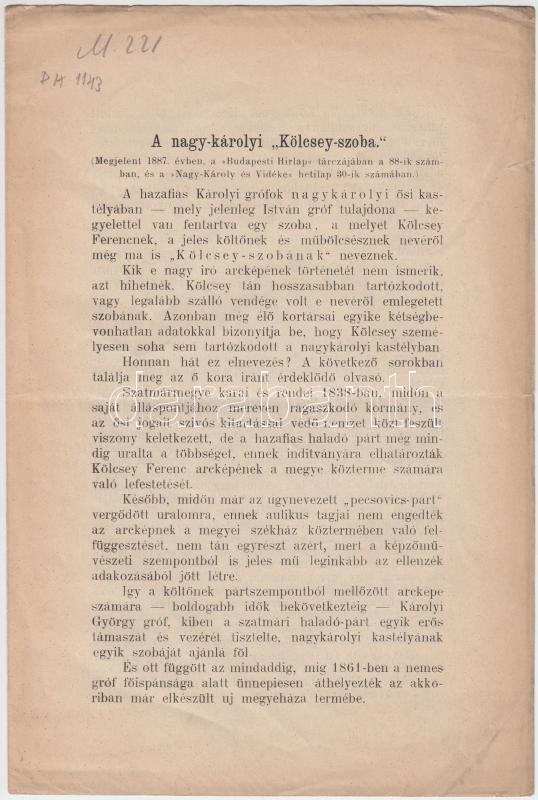 M. 221
DH 1143
A nagy-károlyi „Kölcsey-szoba.“
(Megjelent 1887. évben, a »Budapesti Hirlap« tárczájában a 88-ik szám-
ban, és a »Nagy-Károly és Vidéke« hetilap 30-ik számában.)
A hazafias Károlyi grófok nagykárolyi ősi kas-
télyában — mely jelenleg István gróf tulajdona — ke-
gyelettel van fentartva egy szoba, a melyet Kölcsey
Ferencnek, a jeles költőnek és műbölcsésznek nevéről
még ma is „Kölcsey-szobának“ neveznek.
Kik e nagy iró arcképének történetét nem ismerik,
azt hihetnék, Kölcsey tán hosszasabban tartózkodott,
vagy legalább szálló vendége volt e nevéről emlegetett
szobának. Azonban még élő kortársai egyike kétségbe-
vonhatlan adatokkal bizonyítja be, hogy Kölcsey szemé-
lyesen soha sem tartózkodott a nagykárolyi kastélyban
Honnan hát ez elnevezés? A következő sorokban
találja meg az ő kora iránt érdeklődő olvasó.
Szatmármegye karai és rendei 1838-ban, midőn a
saját álláspontjához mereven ragaszkodó kormány, és
az ősi jogait szivós kitartással védő nemzet közt feszült
viszony keletkezett, de a hazafias haladó párt még min-
dig uralta a többséget, ennek inditványára elhatározták
Kölcsey Ferenc arcképének a megye közterme számára
való lefestetését.
Később, midőn már az ugynevezett „pecsovics-párt“
vergődött uralomra, ennek aulikus tagjai nem engedték
az arcképnek a megyei székház köztermében való fel-
függesztését, nem tán egyrészt azért, mert a képzőmű-
vészeti szempontból is jeles mű leginkább az ellenzék
adakozásából jött létre.
Igy a költőnek pártszempontból mellőzött arcképe
számára — boldogabb idők bekövetkeztéig — Károlyi
György gróf, kiben a szatmári haladó-párt egyik erős
támaszát és vezérét tisztelte, nagykárolyi kastélyának
egyik szobáját ajánlá föl
És ott függött az mindaddig, mig 1861-ben a nemes
gróf főispánsága alatt ünnepiesen áthelyezték az akko-
riban már elkészült uj megyeháza termébe.
darabanth